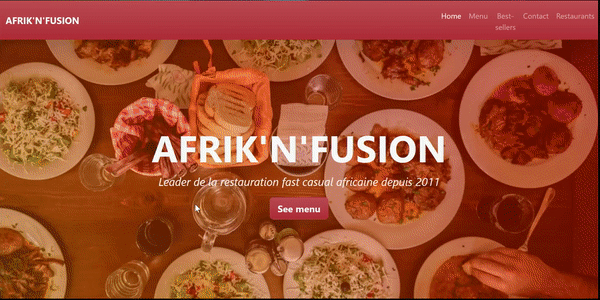 AFRIK'N'FUSION
Home Menu Best-sellers Contact Restaurants
AFRIK'N'FUSION
Leader de la restauration fast casual africaine depuis 2011
See menu